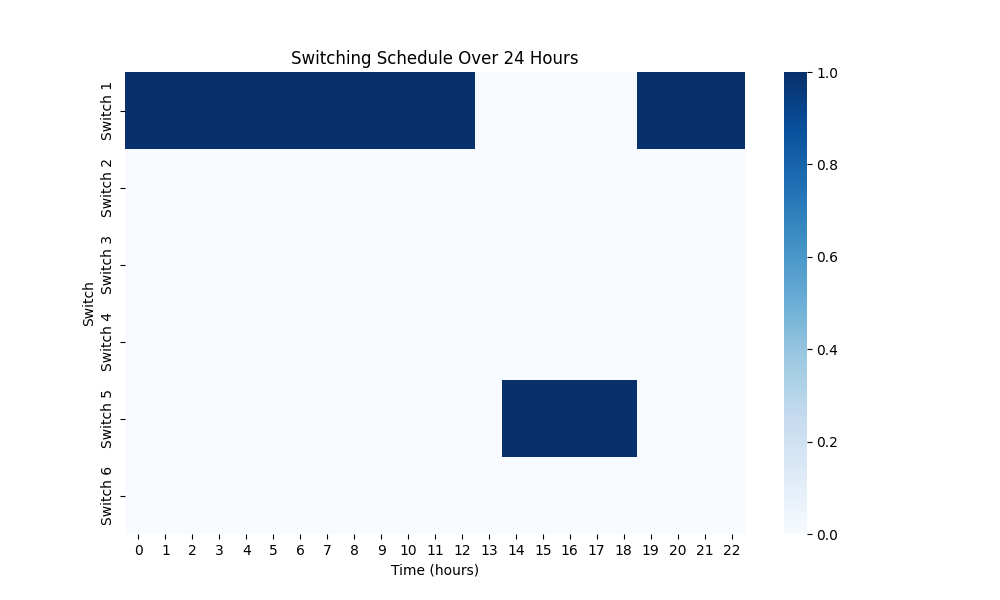 Switching Schedule Over 24 Hours
Switch
Switch 1
Switch 2
Switch 3
Switch 4
Switch 5
Switch 6
0 1 2 3 4 5 6 7 8 9 10 11 12 13 14 15 16 17 18 19 20 21 22
Time (hours)
1.0
0.8
0.6
0.4
0.2
0.0